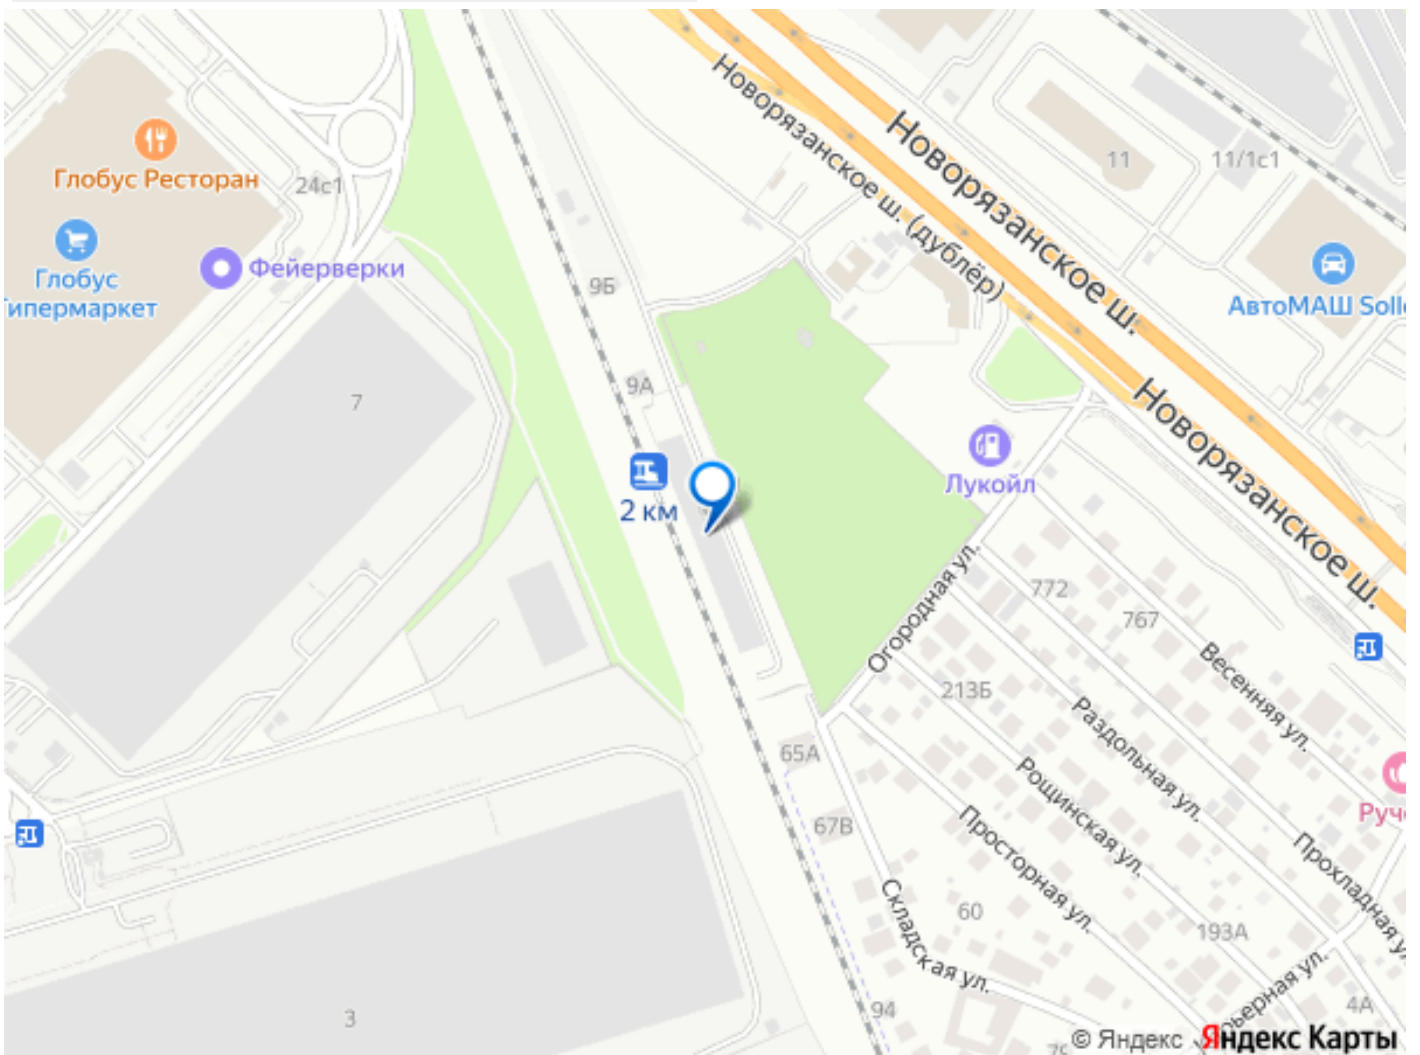 Новорязанское ш. (дублёр)
Новорязанское ш.
11
11/1с1
Глобус Ресторан
24с1
Глобус
Гипермаркет
Фейерверки
9Б
АвтоМАШ Solle
9А
7
Новорязанское ш.
Лукойл
2 км
Огородная ул.
772
767
Весенняя ул.
213Б
Раздольная ул.
65А
Рощинская ул.
67В
Просторная ул.
Руче
Прохладная ул.
Складская ул.
60
193А
3
94
4А
© Яндекс
Яндекс Карты